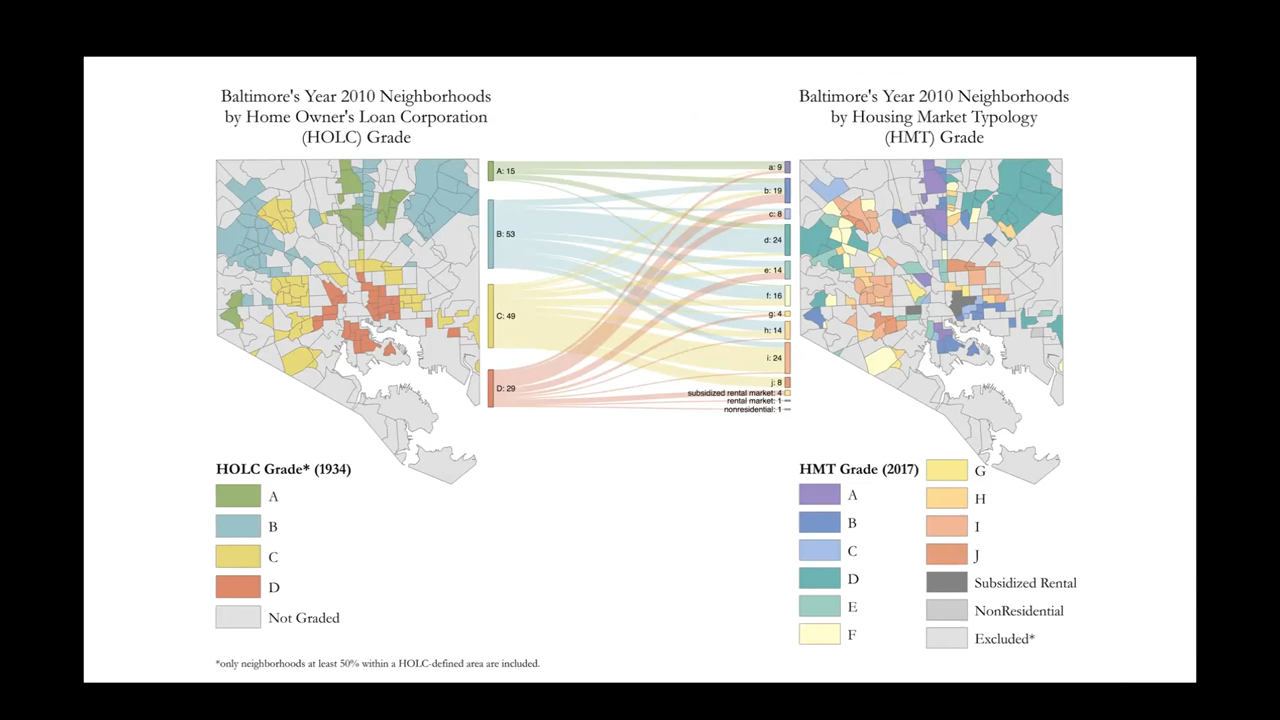 Baltimore's Year 2010 Neighborhoods
by Home Owner's Loan Corporation
(HOLC) Grade
Baltimore's Year 2010 Neighborhoods
by Housing Market Typology
(HMT) Grade
A: 15
B: 53
C: 49
D: 29
a: 9
b: 19
c: 8
d: 24
e: 14
f: 16
g: 4
h: 14
i: 24
j: 8
subsidized rental market: 4
rental market: 1
nonresidential: 1
HOLC Grade* (1934)
A
B
C
D
Not Graded
HMT Grade (2017)
A
B
C
D
E
F
G
H
I
J
Subsidized Rental
NonResidential
Excluded*
*only neighborhoods at least 50% within a HOLC-defined area are included.